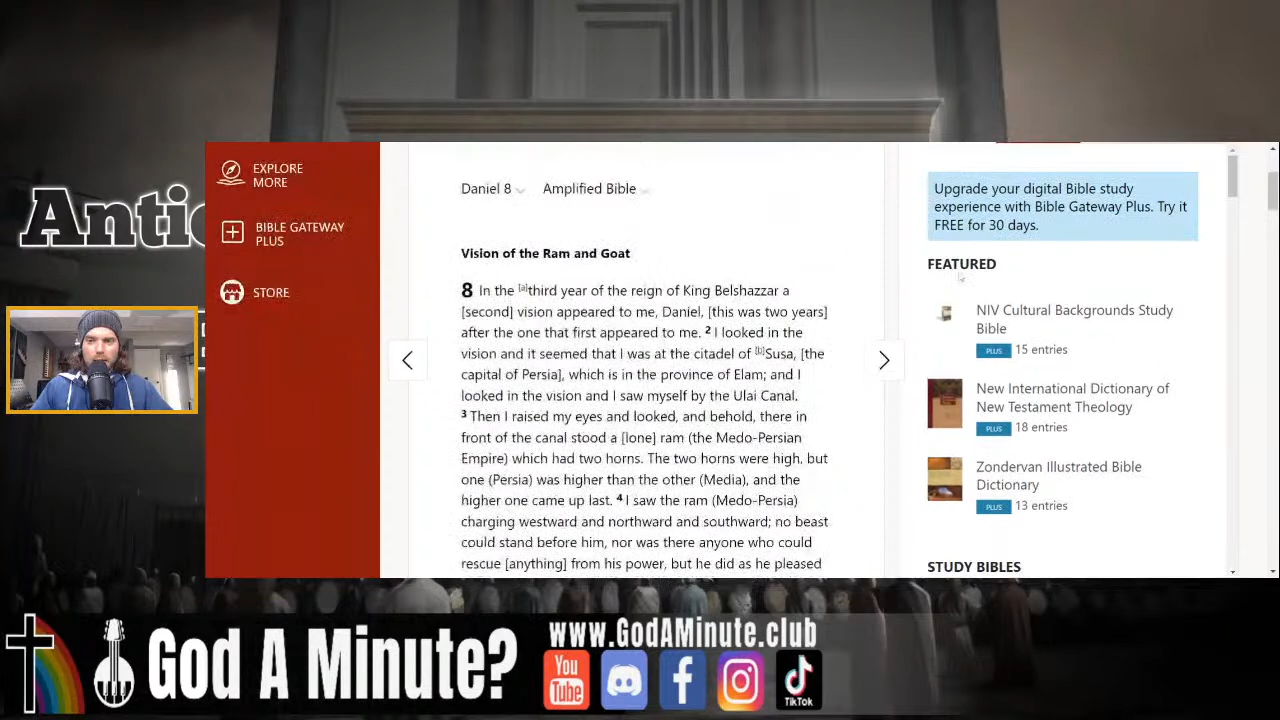 Antic
EXPLORE
MORE
BIBLE GATEWAY
PLUS
STORE
Daniel 8 Amplified Bible
Vision of the Ram and Goat
8 In the [a]third year of the reign of King Belshazzar a
[second] vision appeared to me, Daniel, [this was two years]
after the one that first appeared to me. 2 I looked in the
vision and it seemed that I was at the citadel of [b]Susa, [the
capital of Persia], which is in the province of Elam; and I
looked in the vision and I saw myself by the Ulai Canal.
3 Then I raised my eyes and looked, and behold, there in
front of the canal stood a [lone] ram (the Medo-Persian
Empire) which had two horns. The two horns were high, but
one (Persia) was higher than the other (Media), and the
higher one came up last. 4 I saw the ram (Medo-Persia)
charging westward and northward and southward; no beast
could stand before him, nor was there anyone who could
rescue [anything] from his power, but he did as he pleased
Upgrade your digital Bible study
experience with Bible Gateway Plus. Try it
FREE for 30 days.
FEATURED
NIV Cultural Backgrounds Study
Bible
PLUS 15 entries
New International Dictionary of
New Testament Theology
PLUS 18 entries
Zondervan Illustrated Bible
Dictionary
PLUS 13 entries
STUDY BIBLES
God A Minute?
www.GodAMinute.club
You
Tube
TikTok